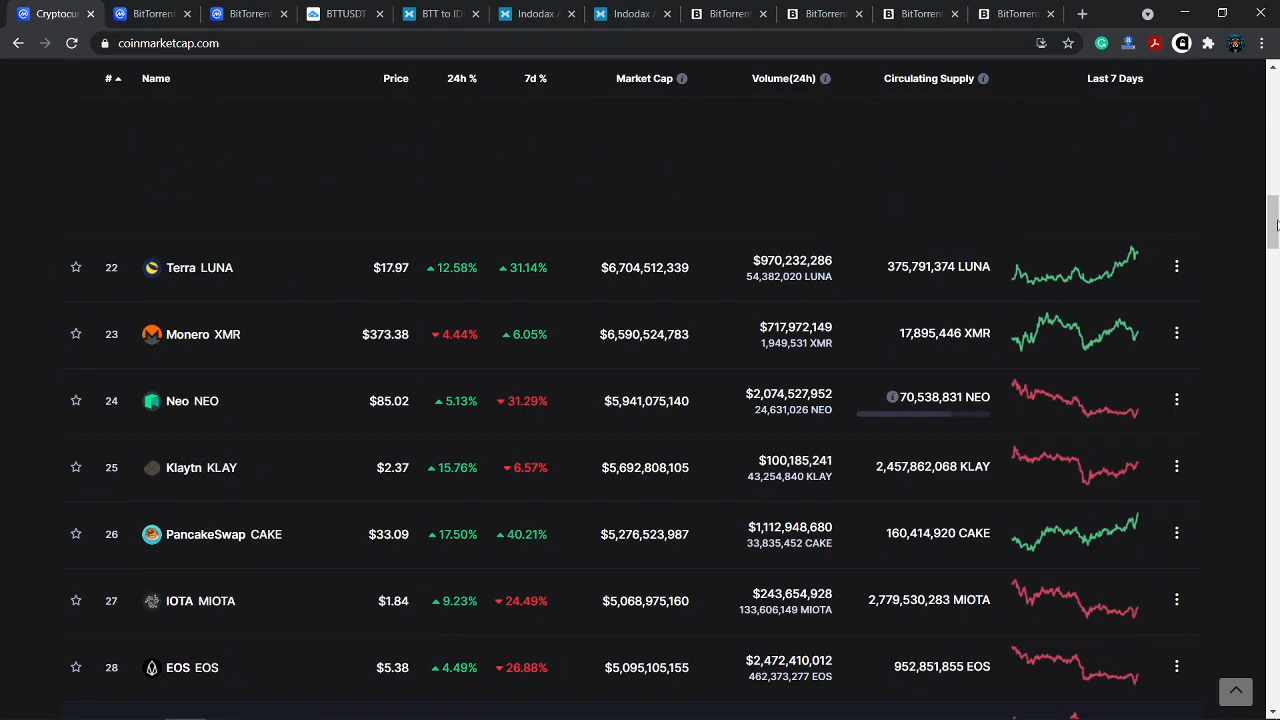 Cryptocur
BitTorrent
BitTorrent
BTTUSDT
BTT to IDR
Indodax
Indodax
BitTorren
BitTorrent
BitTorrent
BitTorrent
coinmarketcap.com
# Name Price 24h % 7d % Market Cap Volume(24h) Circulating Supply Last 7 Days
22 Terra LUNA $17.97 12.58% 31.14% $6,704,512,339 $970,232,286 375,791,374 LUNA
54,382,020 LUNA
23 Monero XMR $373.38 4.44% 6.05% $6,590,524,783 $717,972,149 17,895,446 XMR
1,949,531 XMR
24 Neo NEO $85.02 5.13% 31.29% $5,941,075,140 $2,074,527,952 70,538,831 NEO
24,631,026 NEO
25 Klaytn KLAY $2.37 15.76% 6.57% $5,692,808,105 $100,185,241 2,457,862,068 KLAY
43,254,840 KLAY
26 PancakeSwap CAKE $33.09 17.50% 40.21% $5,276,523,987 $1,112,948,680 160,414,920 CAKE
33,835,452 CAKE
27 IOTA MIOTA $1.84 9.23% 24.49% $5,068,975,160 $243,654,928 2,779,530,283 MIOTA
133,606,149 MIOTA
28 EOS EOS $5.38 4.49% 26.88% $5,095,105,155 $2,472,410,012 952,851,855 EOS
462,373,277 EOS